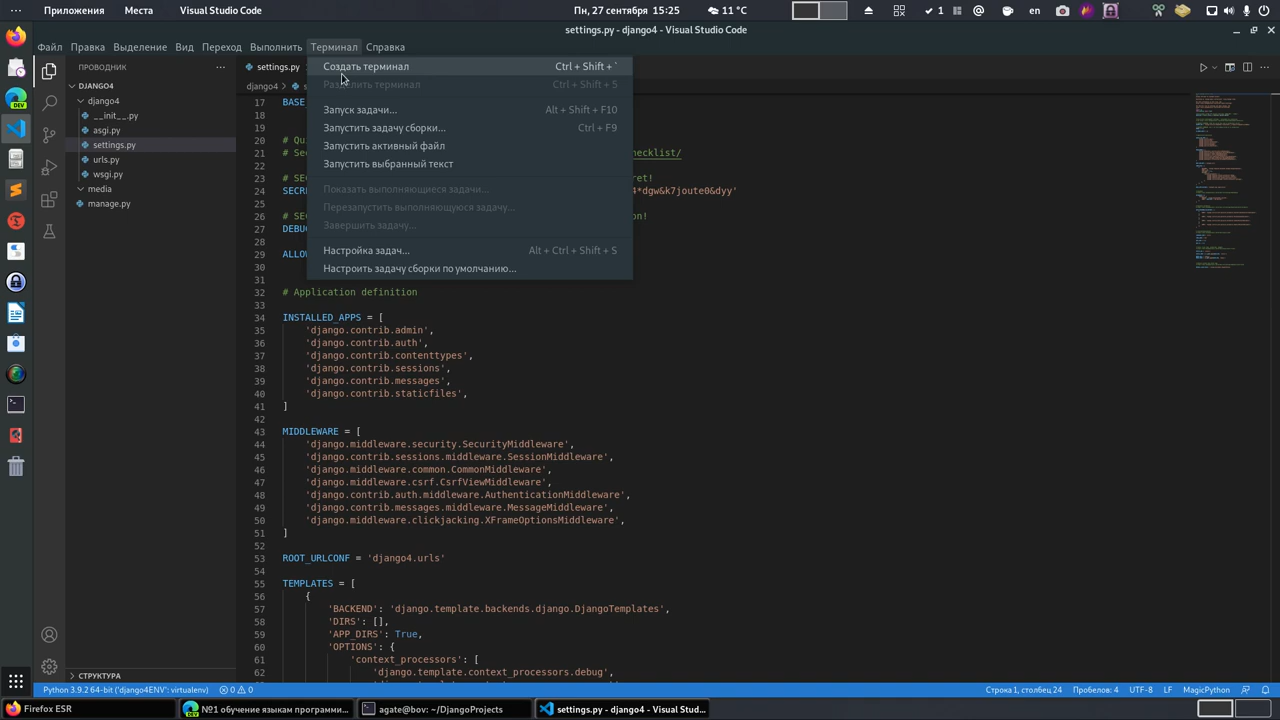 Приложения Места Visual Studio Code Пн, 27 сентября 15:25 11 °C 1
settings.py - django4 - Visual Studio Code
Файл Правка Выделение Вид Переход Выполнить Терминал Справка
ПРОВОДНИК
DJANGO4
django4
__init__.py
asgi.py
settings.py
urls.py
wsgi.py
media
manage.py
СТРУКТУРА
settings.py
django4
Создать терминал Ctrl + Shift + `
Разделить терминал Ctrl + Shift + 5
Запуск задачи... Alt + Shift + F10
Запустить задачу сборки... Ctrl + F9
Запустить активный файл
Запустить выбранный текст
Показать выполняющиеся задачи...
Перезапустить выполняющуюся задачу...
Завершить задачу...
Настройка задач... Alt + Ctrl + Shift + S
Настроить задачу сборки по умолчанию...
17 BASE
18
19
20 # Qu
21 # Se hecklist/
22
23 # SEC ret!
24 SECRE 4*dgw&k7joute0&dyy'
25
26 # SEC on!
27 DEBUG
28
29 ALLOW
30
31
32 # Application definition
33
34 INSTALLED_APPS = [
35 'django.contrib.admin',
36 'django.contrib.auth',
37 'django.contrib.contenttypes',
38 'django.contrib.sessions',
39 'django.contrib.messages',
40 'django.contrib.staticfiles',
41 ]
42
43 MIDDLEWARE = [
44 'django.middleware.security.SecurityMiddleware',
45 'django.contrib.sessions.middleware.SessionMiddleware',
46 'django.middleware.common.CommonMiddleware',
47 'django.middleware.csrf.CsrfViewMiddleware',
48 'django.contrib.auth.middleware.AuthenticationMiddleware',
49 'django.contrib.messages.middleware.MessageMiddleware',
50 'django.middleware.clickjacking.XFrameOptionsMiddleware',
51 ]
52
53 ROOT_URLCONF = 'django4.urls'
54
55 TEMPLATES = [
56 {
57 'BACKEND': 'django.template.backends.django.DjangoTemplates',
58 'DIRS': [],
59 'APP_DIRS': True,
60 'OPTIONS': {
61 'context_processors': [
62 'django.template.context_processors.debug',
Python 3.9.2 64-bit ('django4ENV': virtualenv) 0 0 Строка 1, столбец 24 Пробелов: 4 UTF-8 LF MagicPython
Firefox ESR №1 обучение языкам программи... agate@bov: ~/DjangoProjects settings.py - django4 - Visual Stud...